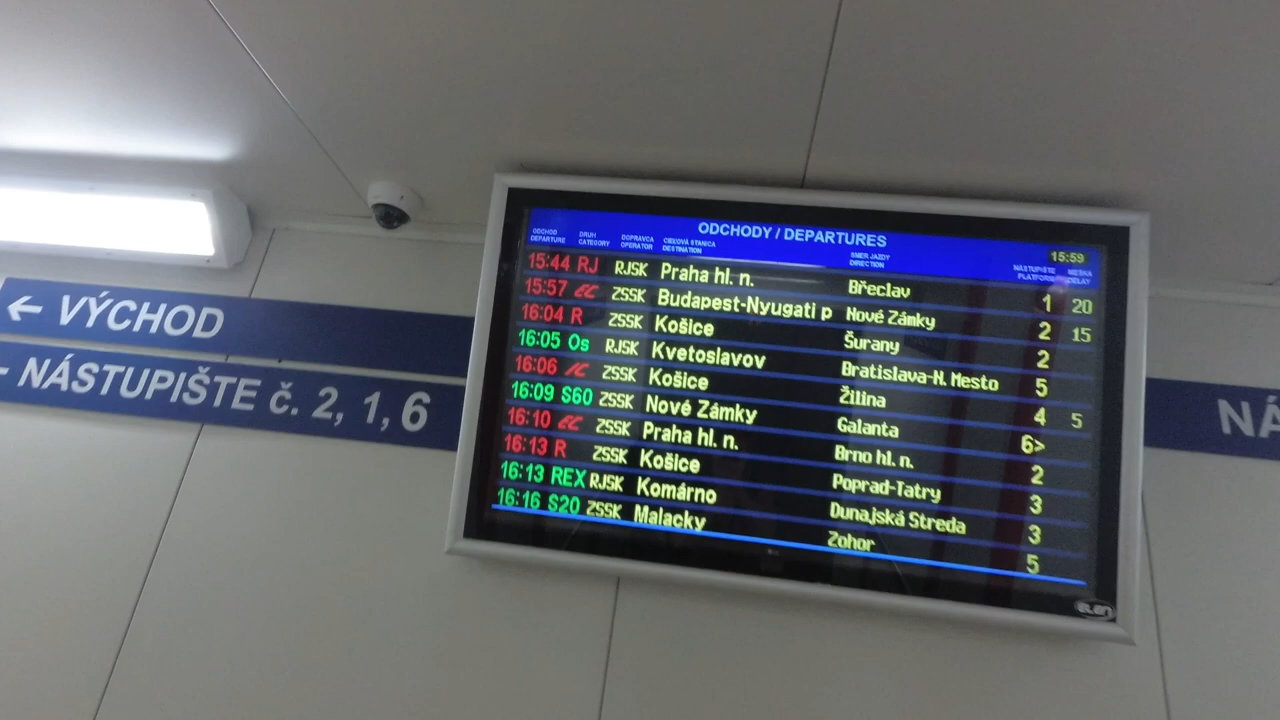 ← VÝCHOD
NÁSTUPIŠTE č. 2, 1, 6
ODCHODY / DEPARTURES
15:59
ODCHOD DRUH DOPRAVCA CIEĽOVÁ STANICA SMER JAZDY NÁSTUPIŠTE MEŠKA
DEPARTURE CATEGORY OPERATOR DESTINATION DIRECTION PLATFORM DELAY
15:44 RJ RJSK Praha hl. n. Břeclav 1 20
15:57 EC ZSSK Budapest-Nyugati p Nové Zámky 2 15
16:04 R ZSSK Košice Šurany 2
16:05 Os RJSK Kvetoslavov Bratislava-N. Mesto 5
16:06 IC ZSSK Košice Žilina 4 5
16:09 S60 ZSSK Nové Zámky Galanta 6>
16:10 EC ZSSK Praha hl. n. Brno hl. n. 2
16:13 R ZSSK Košice Poprad-Tatry 3
16:13 REX RJSK Komárno Dunajská Streda 3
16:16 S20 ZSSK Malacky Zohor 5
ELEN
NÁ